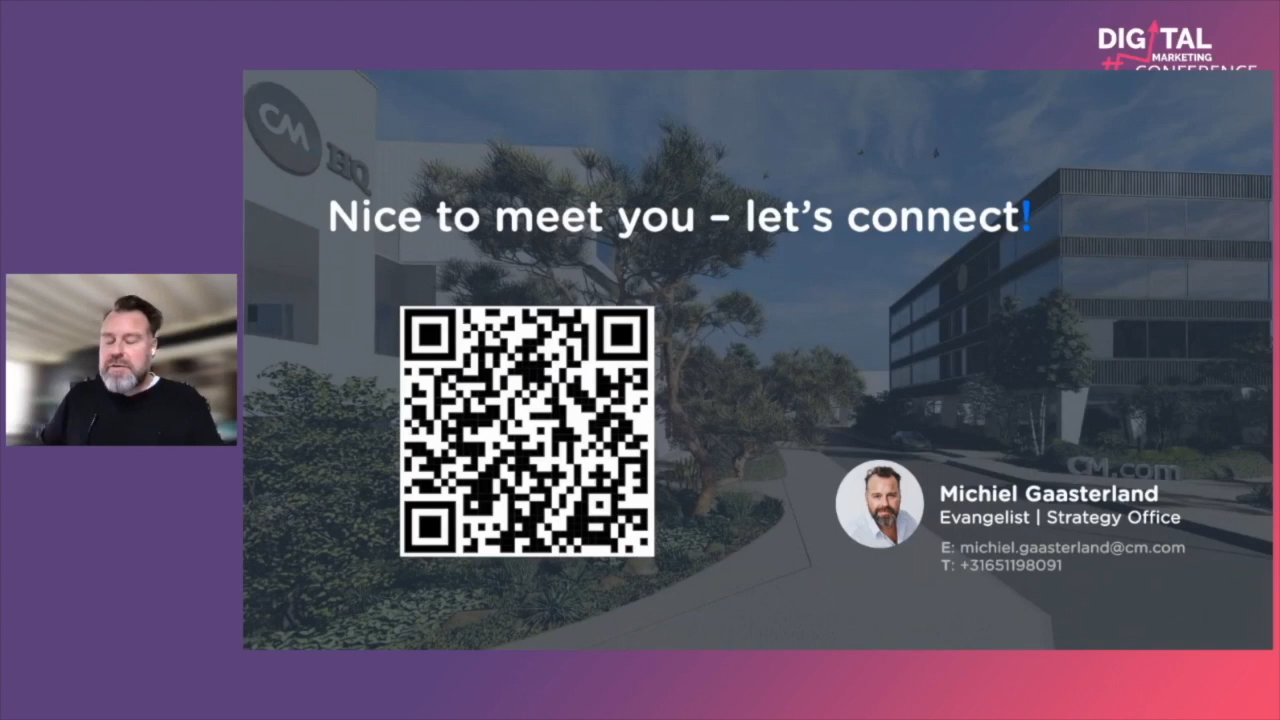 DIGITAL
MARKETING
#CONFERENCE
CM
HQ
Nice to meet you – let's connect!
CM.com
Michiel Gaasterland
Evangelist | Strategy Office
E: michiel.gaasterland@cm.com
T: +31651198091